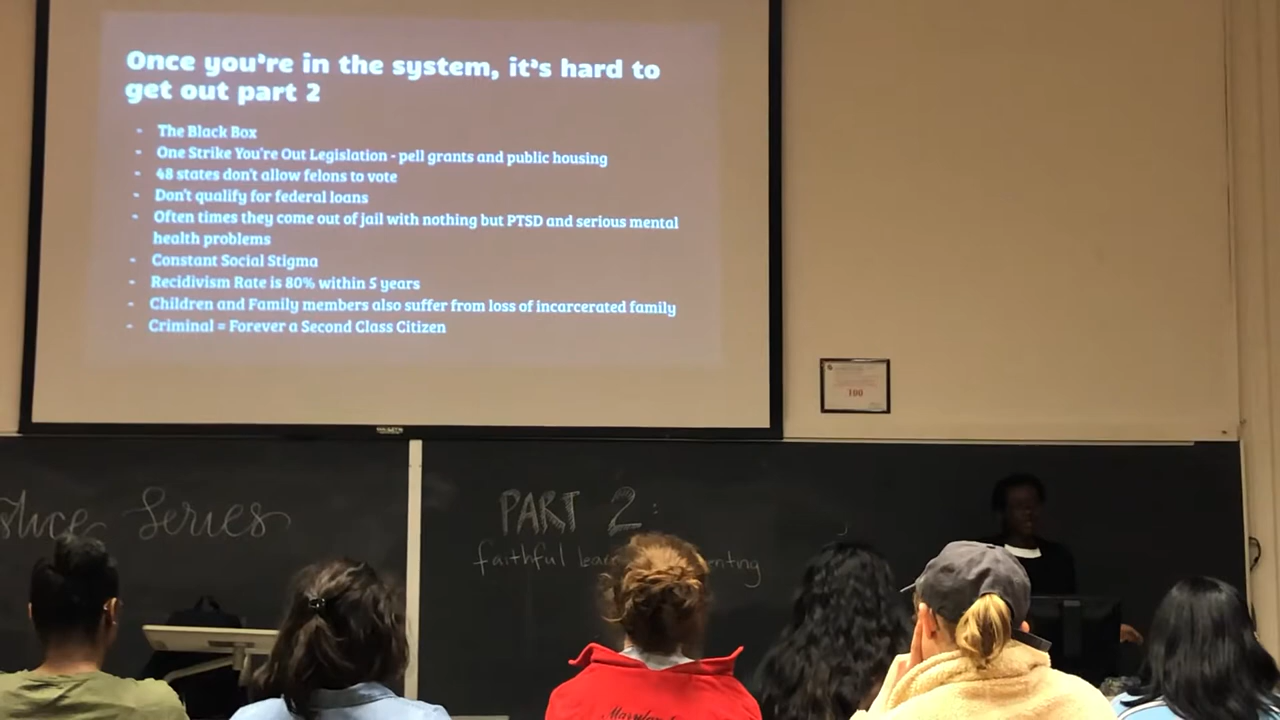 Once you're in the system, it's hard to
get out part 2
- The Black Box
- One Strike You're Out Legislation - pell grants and public housing
- 48 states don't allow felons to vote
- Don't qualify for federal loans
- Often times they come out of jail with nothing but PTSD and serious mental
health problems
- Constant Social Stigma
- Recidivism Rate is 80% within 5 years
- Children and Family members also suffer from loss of incarcerated family
- Criminal = Forever a Second Class Citizen
100
Series
PART 2:
faithful